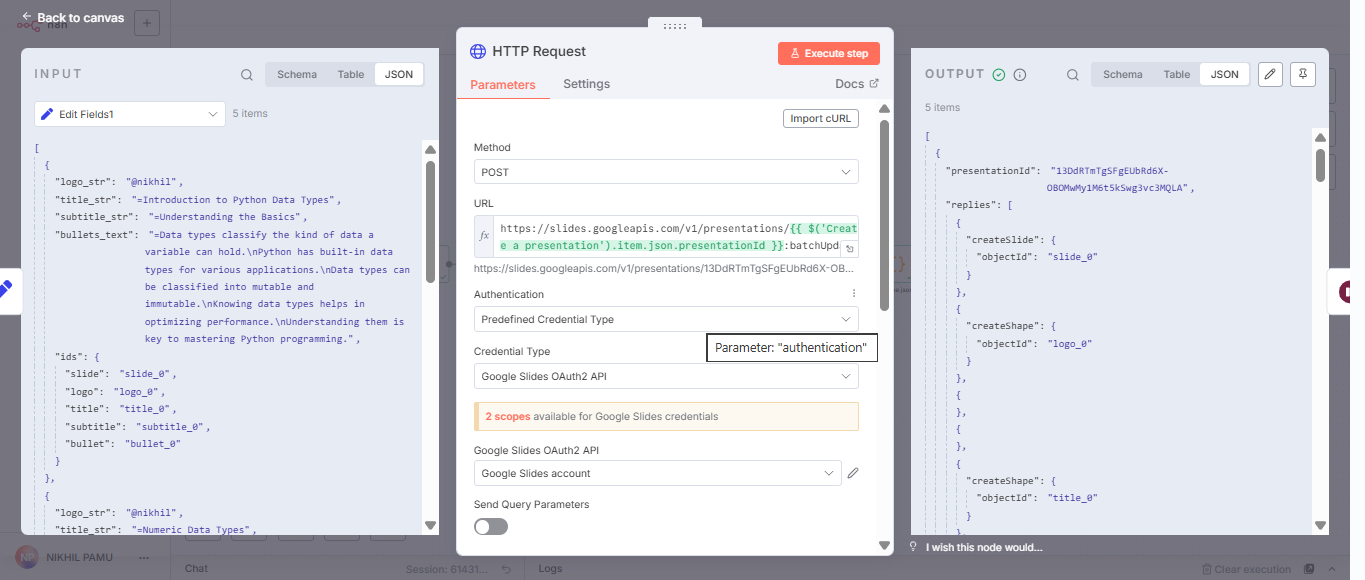 Back to canvas
n8n
INPUT
Schema
Table
JSON
Edit Fields1
5 items
[
{
"logo_str": "@nikhil",
"title_str": "=Introduction to Python Data Types",
"subtitle_str": "=Understanding the Basics",
"bullets_text": "=Data types classify the kind of data a
variable can hold.\nPython has built-in data
types for various applications.\nData types can
be classified into mutable and
immutable.\nKnowing data types helps in
optimizing performance.\nUnderstanding them is
key to mastering Python programming.",
"ids": {
"slide": "slide_0",
"logo": "logo_0",
"title": "title_0",
"subtitle": "subtitle_0",
"bullet": "bullet_0"
}
},
{
"logo_str": "@nikhil",
"title_str": "=Numeric Data Types",
HTTP Request
Execute step
Parameters
Settings
Docs
Import cURL
Method
POST
URL
fx
https://slides.googleapis.com/v1/presentations/{{ $('Creat
e a presentation').item.json.presentationId }}:batchUpd
https://slides.googleapis.com/v1/presentations/13DdRTmTgSFgEUbRd6X-OB...
Authentication
Predefined Credential Type
Parameter: "authentication"
Credential Type
Google Slides OAuth2 API
2 scopes available for Google Slides credentials
Google Slides OAuth2 API
Google Slides account
Send Query Parameters
OUTPUT
Schema
Table
JSON
5 items
[
{
"presentationId": "13DdRTmTgSFgEUbRd6X-
OBOMwMy1M6t5kSwg3vc3MQLA",
"replies": [
{
"createSlide": {
"objectId": "slide_0"
}
},
{
"createShape": {
"objectId": "logo_0"
}
},
{
},
{
},
{
"createShape": {
"objectId": "title_0"
}
I wish this node would...
NP
NIKHIL PAMU
Chat
Session: 61431...
Logs
Clear execution